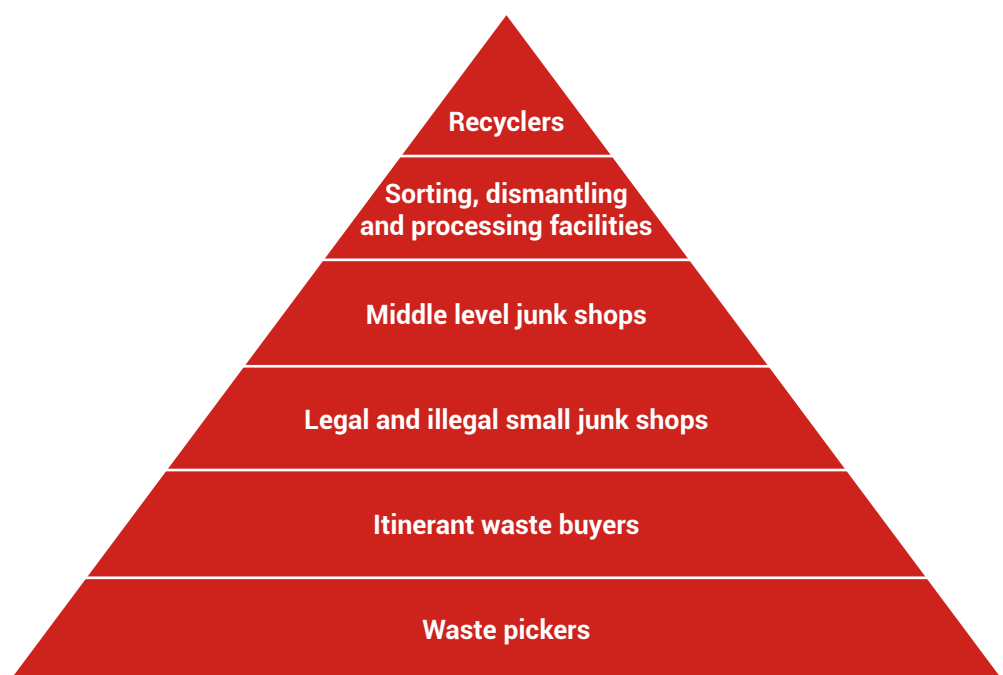 Recyclers
Sorting, dismantling
and processing facilities
Middle level junk shops
Legal and illegal small junk shops
Itinerant waste buyers
Waste pickers